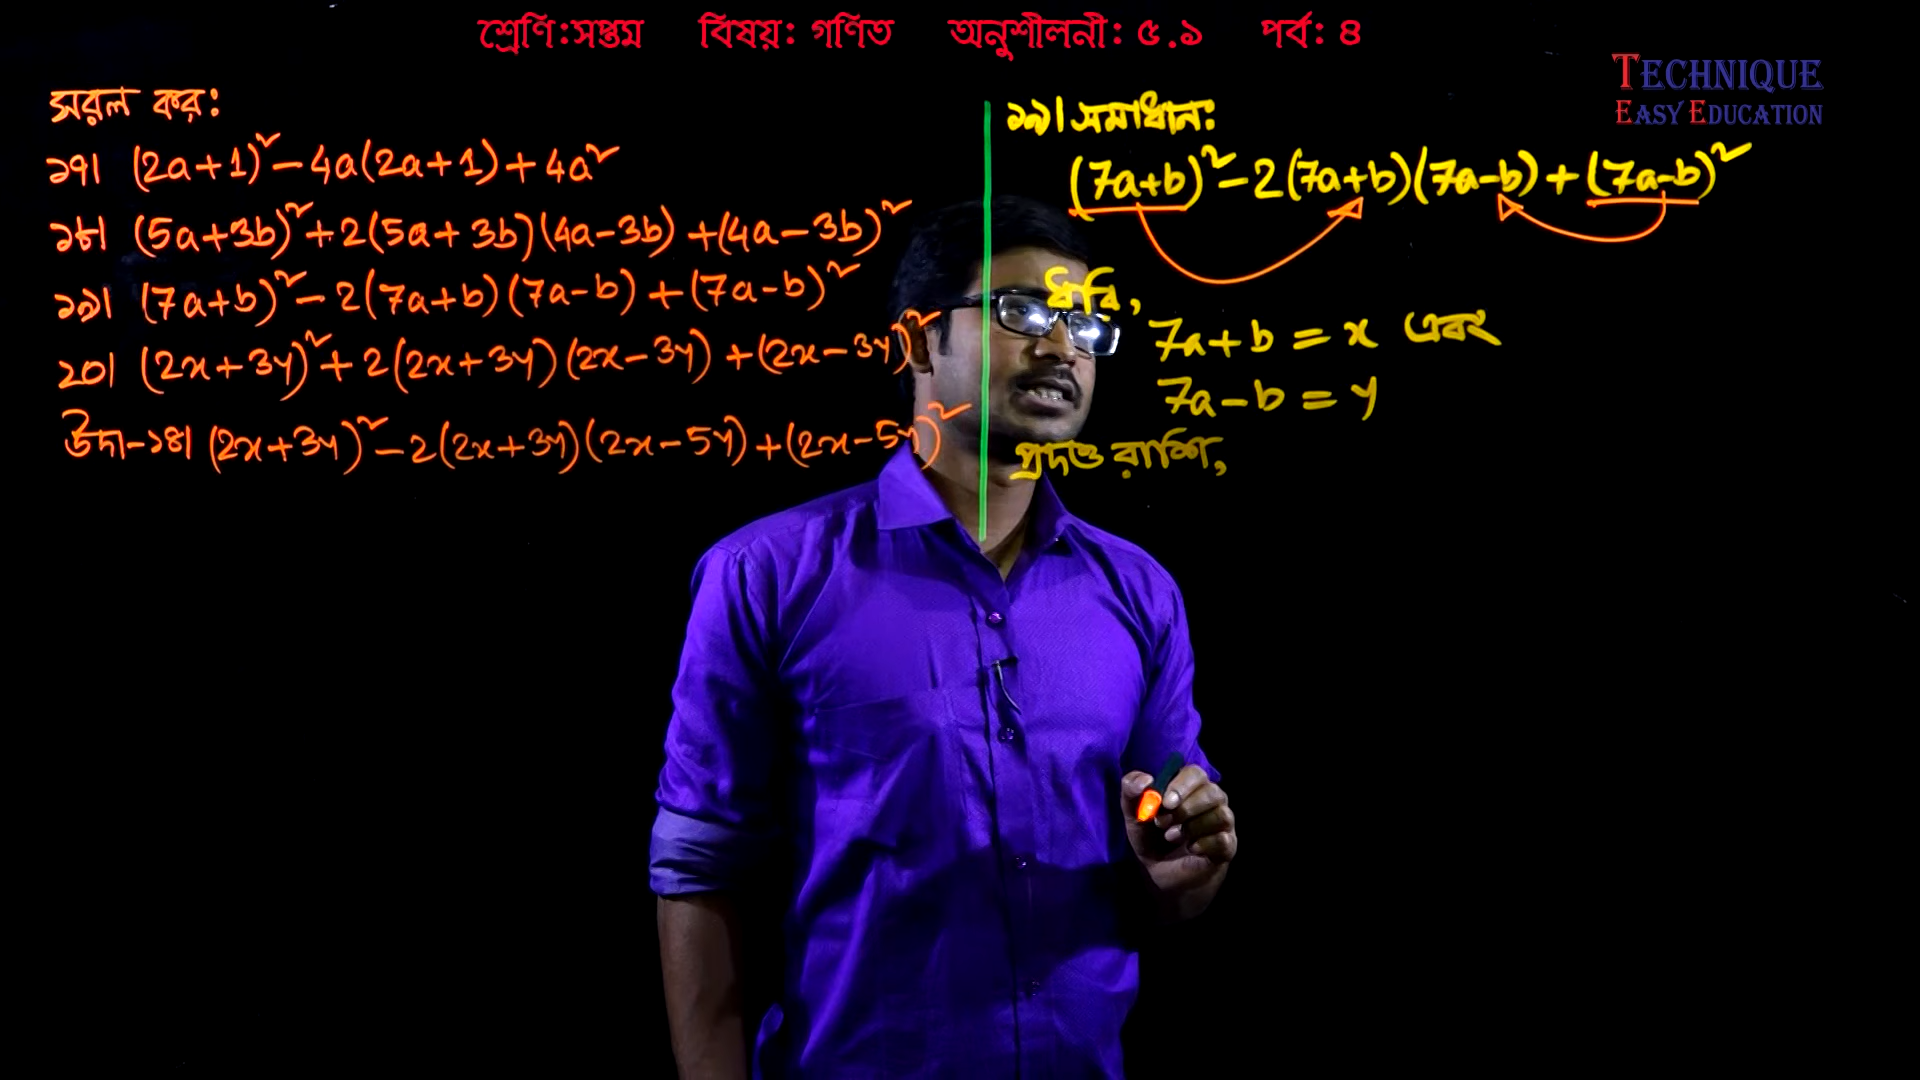 শ্রেণি:সপ্তম বিষয়: গণিত অনুশীলনী: ৫.১ পর্ব: ৪
TECHNIQUE
EASY EDUCATION
সরল কর:
১৭। (2a+1)² - 4a(2a+1) + 4a²
১৮। (5a+3b)² + 2(5a+3b)(4a-3b) + (4a-3b)²
১৯। (7a+b)² - 2(7a+b)(7a-b) + (7a-b)²
২০। (2x+3y)² + 2(2x+3y)(2x-3y) + (2x-3y)²
উদা-১৪। (2x+3y)² - 2(2x+3y)(2x-5y) + (2x-5y)²
১৯। সমাধান:
(7a+b)² - 2(7a+b)(7a-b) + (7a-b)²
ধরি,
7a+b = x এবং
7a-b = y
প্রদত্ত রাশি,